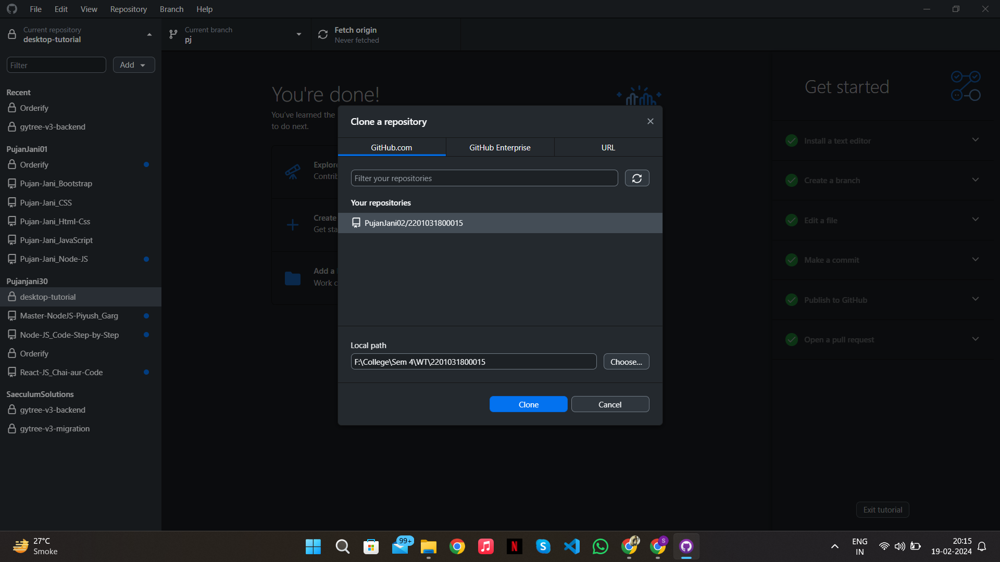 File Edit View Repository Branch Help
Current repository
desktop-tutorial
Current branch
pj
Fetch origin
Never fetched
Filter
Add
Recent
Orderify
gytree-v3-backend
PujanJani01
Orderify
Pujan-Jani_Bootstrap
Pujan-Jani_CSS
Pujan-Jani_Html-Css
Pujan-Jani_JavaScript
Pujan-Jani_Node-JS
Pujanjani30
desktop-tutorial
Master-NodeJS-Piyush_Garg
Node-JS_Code-Step-by-Step
Orderify
React-JS_Chai-aur-Code
SaeculumSolutions
gytree-v3-backend
gytree-v3-migration
You're done!
You've learned the
to do next.
Explore
Contrib
Create
Get sta
Add a
Work c
Clone a repository
GitHub.com
GitHub Enterprise
URL
Filter your repositories
Your repositories
PujanJani02/2201031800015
Local path
F:\College\Sem 4\WT\2201031800015
Choose...
Clone
Cancel
Get started
Install a text editor
Create a branch
Edit a file
Make a commit
Publish to GitHub
Open a pull request
Exit tutorial
27°C
Smoke
99+
N
S
S
ENG
IN
20:15
19-02-2024